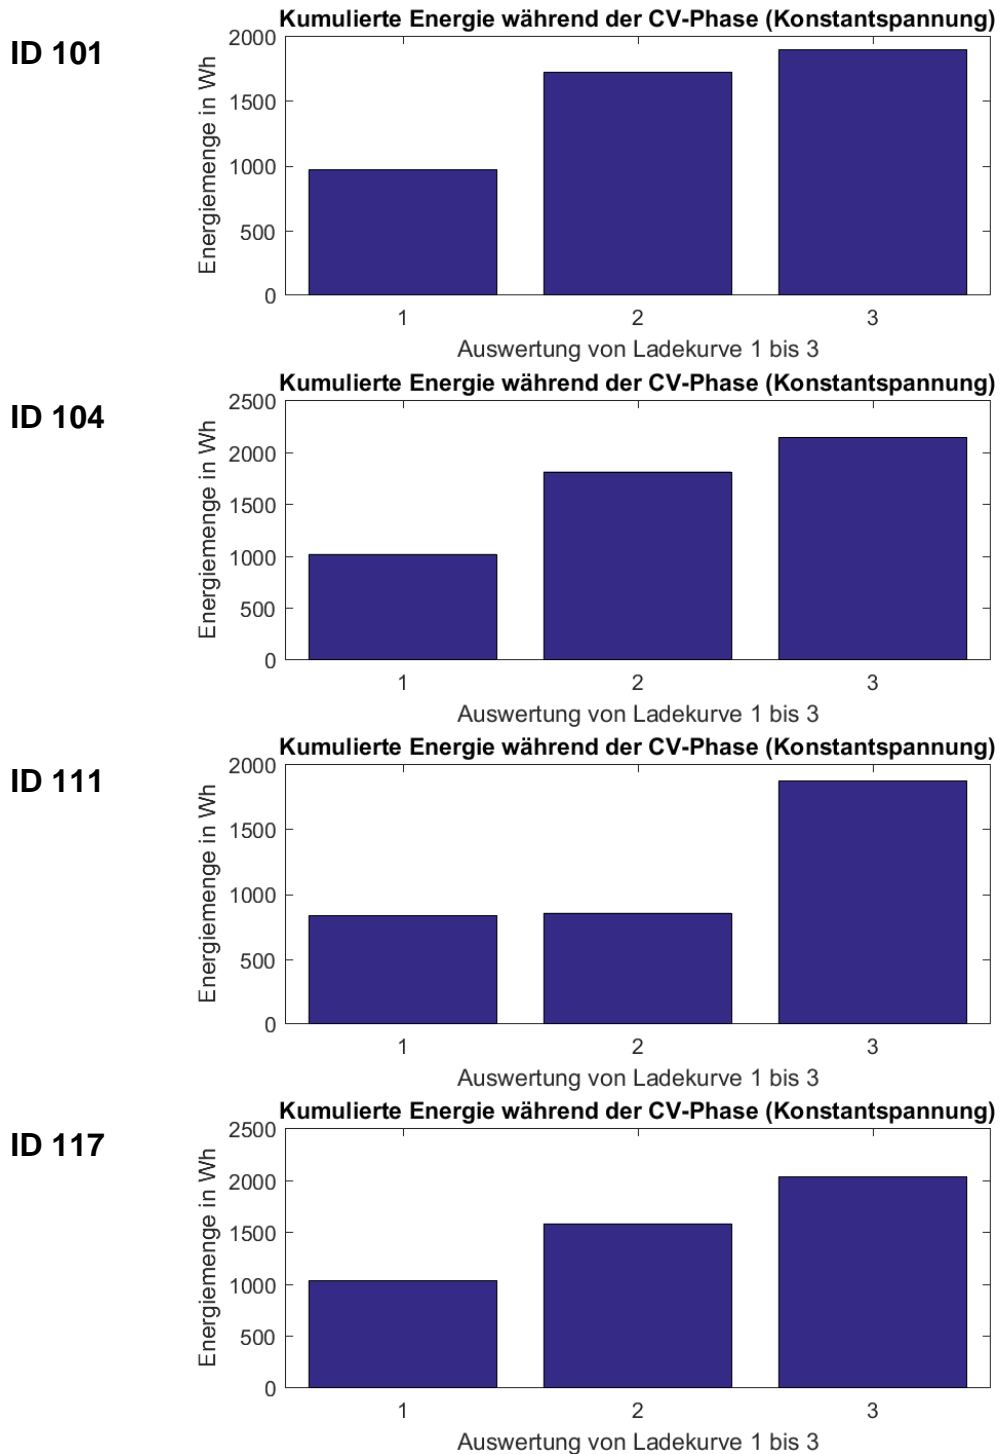 ID 101
Kumulierte Energie während der CV-Phase (Konstantspannung)
Energiemenge in Wh
2000
1500
1000
500
0
1 2 3
Auswertung von Ladekurve 1 bis 3
ID 104
Kumulierte Energie während der CV-Phase (Konstantspannung)
Energiemenge in Wh
2500
2000
1500
1000
500
0
1 2 3
Auswertung von Ladekurve 1 bis 3
ID 111
Kumulierte Energie während der CV-Phase (Konstantspannung)
Energiemenge in Wh
2000
1500
1000
500
0
1 2 3
Auswertung von Ladekurve 1 bis 3
ID 117
Kumulierte Energie während der CV-Phase (Konstantspannung)
Energiemenge in Wh
2500
2000
1500
1000
500
0
1 2 3
Auswertung von Ladekurve 1 bis 3